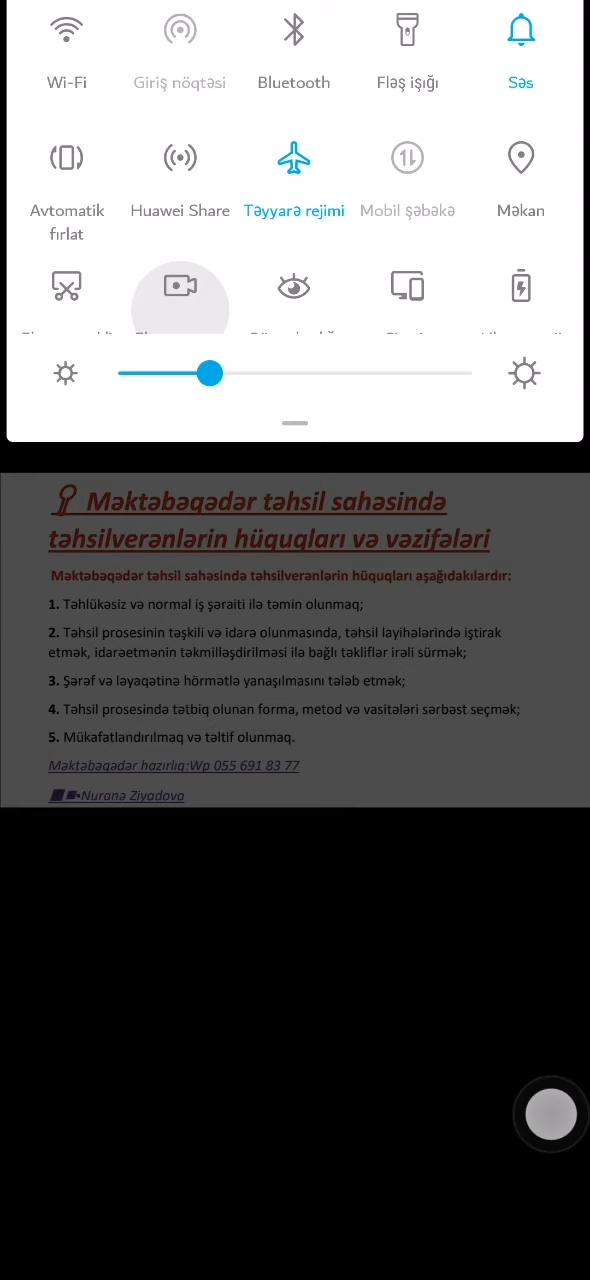 Wi-Fi Giriş nöqtəsi Bluetooth Fləş işığı Səs
Avtomatik fırlat Huawei Share Təyyarə rejimi Mobil şəbəkə Məkan
Məktəbəqədər təhsil sahəsində
təhsilverənlərin hüquqları və vəzifələri
Məktəbəqədər təhsil sahəsində təhsilverənlərin hüquqları aşağıdakılardır:
1. Təhlükəsiz və normal iş şəraiti ilə təmin olunmaq;
2. Təhsil prosesinin təşkili və idarə olunmasında, təhsil layihələrində iştirak
etmək, idarəetmənin təkmilləşdirilməsi ilə bağlı təkliflər irəli sürmək;
3. Şərəf və ləyaqətinə hörmətlə yanaşılmasını tələb etmək;
4. Təhsil prosesində tətbiq olunan forma, metod və vasitələri sərbəst seçmək;
5. Mükafatlandırılmaq və təltif olunmaq.
Məktəbəqədər hazırlıq:Wp 055 691 83 77
Nuranə Ziyadova